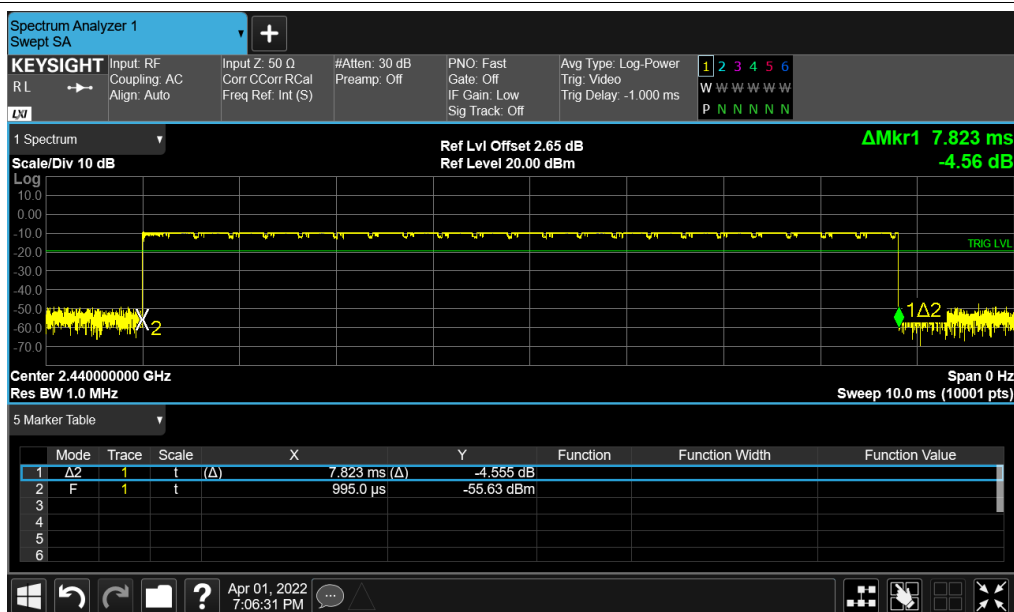 Spectrum Analyzer 1
Swept SA
+
KEYSIGHT Input: RF Input Z: 50 Ω #Atten: 30 dB PNO: Fast Avg Type: Log-Power 1 2 3 4 5 6
R L Coupling: AC Corr CCorr RCal Preamp: Off Gate: Off Trig: Video W W W W W W
Align: Auto Freq Ref: Int (S) IF Gain: Low Trig Delay: -1.000 ms
LXI Sig Track: Off P N N N N N
1 Spectrum Ref Lvl Offset 2.65 dB ΔMkr1 7.823 ms
Scale/Div 10 dB Ref Level 20.00 dBm -4.56 dB
Log
10.0
0.00
-10.0
-20.0 TRIG LVL
-30.0
-40.0
-50.0 1Δ2
-60.0 X2
-70.0
Center 2.440000000 GHz Span 0 Hz
Res BW 1.0 MHz Sweep 10.0 ms (10001 pts)
5 Marker Table
Mode Trace Scale X Y Function Function Width Function Value
1 Δ2 1 t (Δ) 7.823 ms (Δ) -4.555 dB
2 F 1 t 995.0 µs -55.63 dBm
3
4
5
6
? Apr 01, 2022
7:06:31 PM